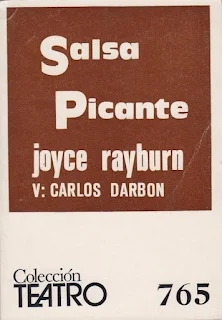 Salsa
Picante
joyce rayburn
V: CARLOS DARBON
Colección
TEATRO
765